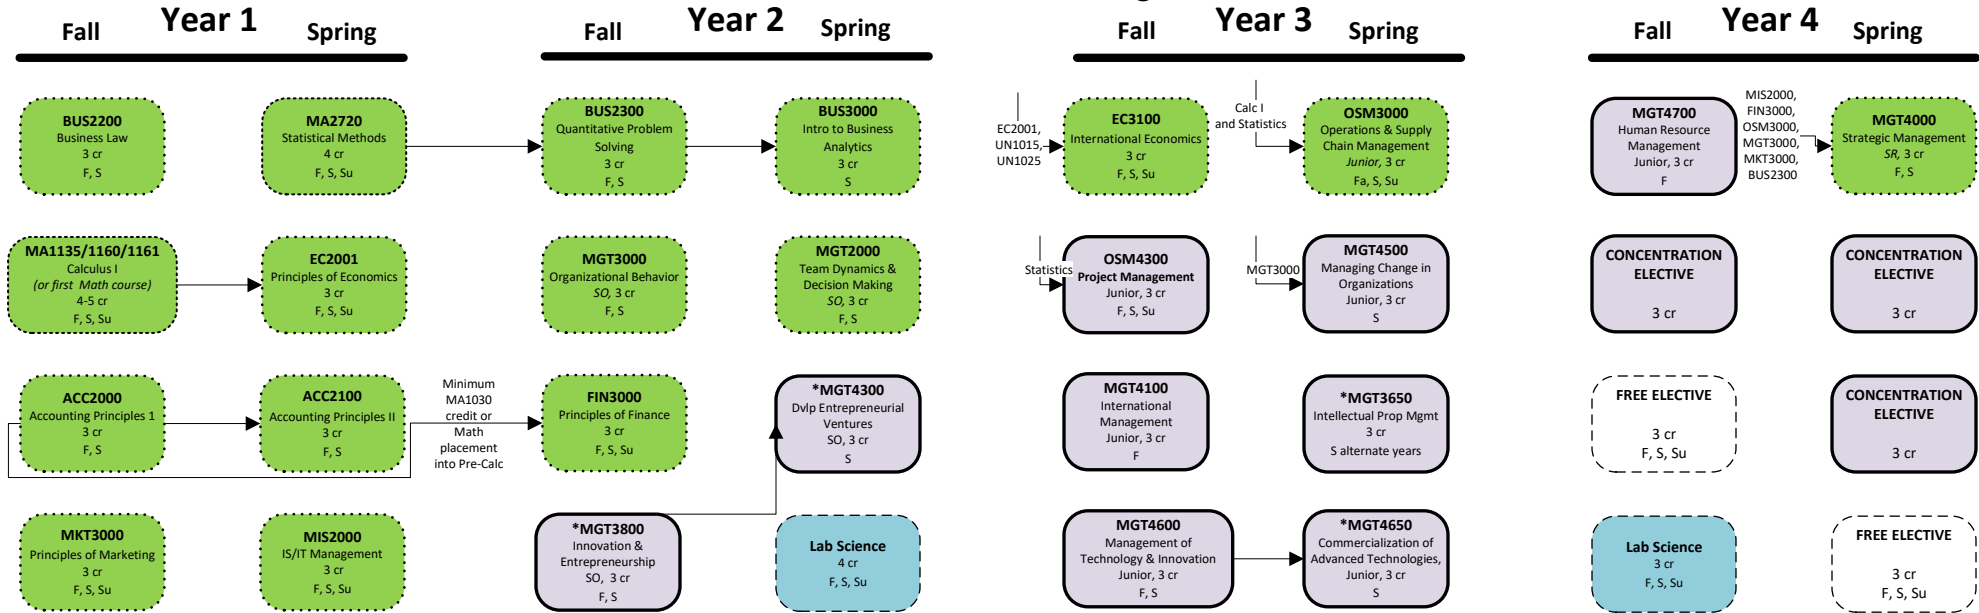 Year 1
Fall
Spring
Year 2
Fall
Spring
Year 3
Fall
Spring
Year 4
Fall
Spring
BUS2200
Business Law
3 cr
F, S
MA2720
Statistical Methods
4 cr
F, S, Su
BUS2300
Quantitative Problem
Solving
3 cr
F, S
BUS3000
Intro to Business
Analytics
3 cr
S
EC2001,
UN1015,
UN1025
EC3100
International Economics
3 cr
F, S, Su
Calc I
and Statistics
OSM3000
Operations & Supply
Chain Management
Junior, 3 cr
Fa, S, Su
MGT4700
Human Resource
Management
Junior, 3 cr
F
MIS2000,
FIN3000,
OSM3000,
MGT3000,
MKT3000,
BUS2300
MGT4000
Strategic Management
SR, 3 cr
F, S
MA1135/1160/1161
Calculus I
(or first Math course)
4-5 cr
F, S, Su
EC2001
Principles of Economics
3 cr
F, S, Su
MGT3000
Organizational Behavior
SO, 3 cr
F, S
MGT2000
Team Dynamics &
Decision Making
SO, 3 cr
F, S
Statistics
OSM4300
Project Management
Junior, 3 cr
F, S, Su
MGT3000
MGT4500
Managing Change in
Organizations
Junior, 3 cr
S
CONCENTRATION
ELECTIVE
3 cr
CONCENTRATION
ELECTIVE
3 cr
ACC2000
Accounting Principles 1
3 cr
F, S
ACC2100
Accounting Principles II
3 cr
F, S
Minimum
MA1030
credit or
Math
placement
into Pre-Calc
FIN3000
Principles of Finance
3 cr
F, S, Su
*MGT4300
Dvlp Entrepreneurial
Ventures
SO, 3 cr
S
MGT4100
International
Management
Junior, 3 cr
F
*MGT3650
Intellectual Prop Mgmt
3 cr
S alternate years
FREE ELECTIVE
3 cr
F, S, Su
CONCENTRATION
ELECTIVE
3 cr
MKT3000
Principles of Marketing
3 cr
F, S, Su
MIS2000
IS/IT Management
3 cr
F, S, Su
*MGT3800
Innovation &
Entrepreneurship
SO, 3 cr
F, S
Lab Science
4 cr
F, S, Su
MGT4600
Management of
Technology & Innovation
Junior, 3 cr
F, S
*MGT4650
Commercialization of
Advanced Technologies,
Junior, 3 cr
S
Lab Science
3 cr
F, S, Su
FREE ELECTIVE
3 cr
F, S, Su